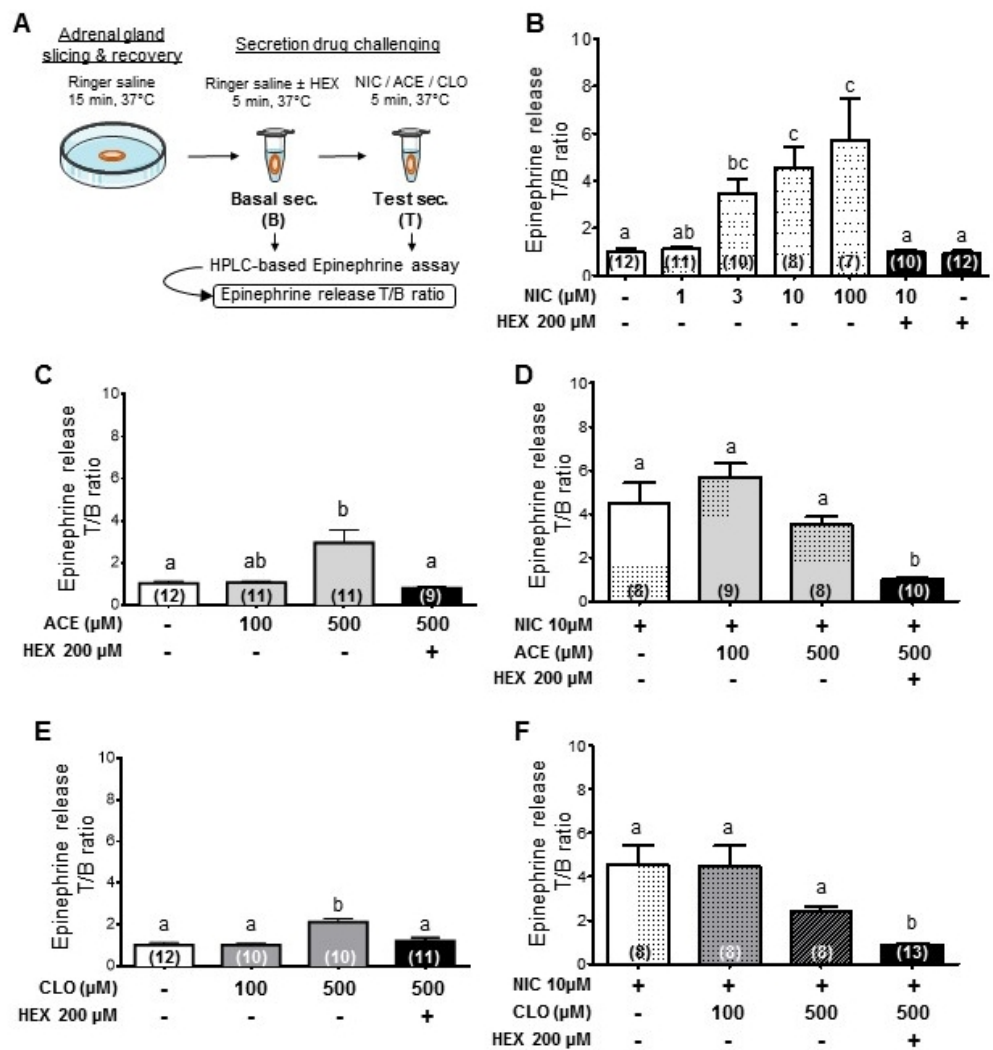 A
Adrenal gland
slicing & recovery
Ringer saline
15 min, 37°C
Secretion drug challenging
Ringer saline ± HEX
5 min, 37°C
NIC / ACE / CLO
5 min, 37°C
Basal sec.
(B)
Test sec.
(T)
HPLC-based Epinephrine assay
Epinephrine release T/B ratio
B
Epinephrine release
T/B ratio
10
8
6
4
2
0
a ab bc c c a a
(12) (11) (10) (8) (7) (10) (12)
NIC (µM) - 1 3 10 100 10 -
HEX 200 µM - - - - - + +
C
Epinephrine release
T/B ratio
10
8
6
4
2
0
a ab b a
(12) (11) (11) (9)
ACE (µM) - 100 500 500
HEX 200 µM - - - +
D
Epinephrine release
T/B ratio
10
8
6
4
2
0
a a a b
(8) (9) (8) (10)
NIC 10µM + + + +
ACE (µM) - 100 500 500
HEX 200 µM - - - +
E
Epinephrine release
T/B ratio
10
8
6
4
2
0
a a b a
(12) (10) (10) (11)
CLO (µM) - 100 500 500
HEX 200 µM - - - +
F
Epinephrine release
T/B ratio
10
8
6
4
2
0
a a a b
(8) (8) (8) (13)
NIC 10µM + + + +
CLO (µM) - 100 500 500
HEX 200 µM - - - +